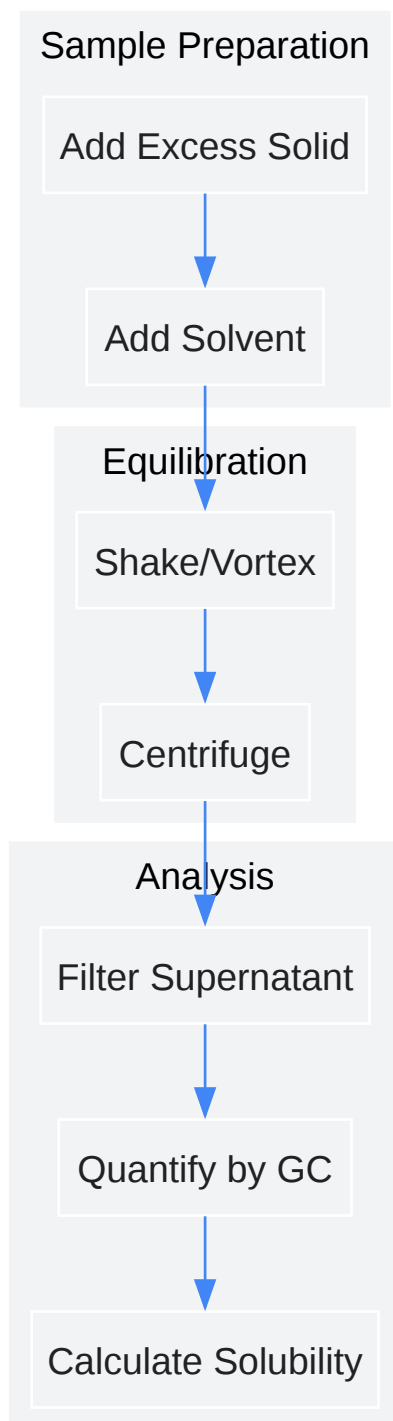 Sample Preparation
Add Excess Solid
Add Solvent
Equilibration
Shake/Vortex
Centrifuge
Analysis
Filter Supernatant
Quantify by GC
Calculate Solubility